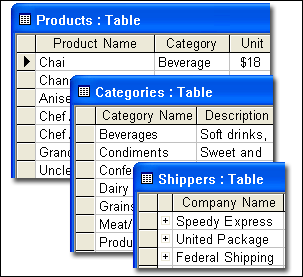 Products : Table
Product Name Category Unit
Chai Beverage $18
Chan
Anise
Chef
Chef
Gran
Uncle
Categories : Table
Category Name Description
Beverages Soft drinks,
Condiments Sweet and
Confe
Dairy
Grains
Meat/
Produ
Shippers : Table
Company Name
+ Speedy Express
+ United Package
+ Federal Shipping